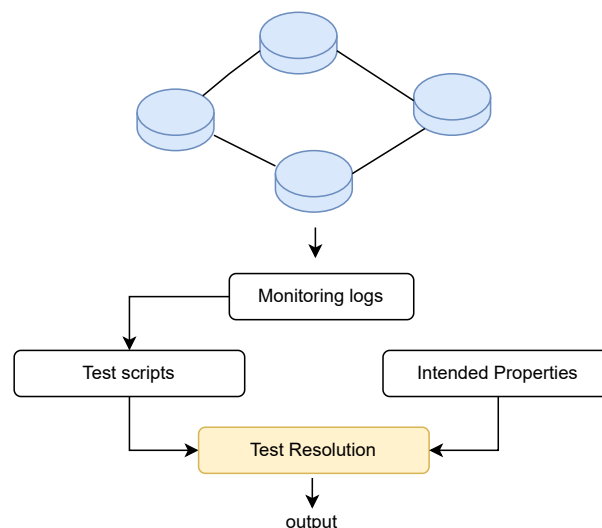 Monitoring logs
Test scripts
Intended Properties
Test Resolution
output